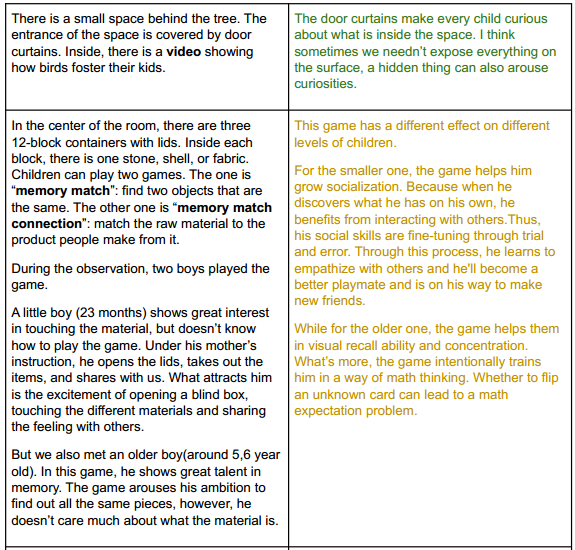 There is a small space behind the tree. The
entrance of the space is covered by door
curtains. Inside, there is a video showing
how birds foster their kids.
The door curtains make every child curious
about what is inside the space. I think
sometimes we needn't expose everything on
the surface, a hidden thing can also arouse
curiosities.
In the center of the room, there are three
12-block containers with lids. Inside each
block, there is one stone, shell, or fabric.
Children can play two games. The one is
“memory match”: find two objects that are
the same. The other one is “memory match
connection”: match the raw material to the
product people make from it.
During the observation, two boys played the
game.
A little boy (23 months) shows great interest
in touching the material, but doesn't know
how to play the game. Under his mother's
instruction, he opens the lids, takes out the
items, and shares with us. What attracts him
is the excitement of opening a blind box,
touching the different materials and sharing
the feeling with others.
But we also met an older boy(around 5,6 year
old). In this game, he shows great talent in
memory. The game arouses his ambition to
find out all the same pieces, however, he
doesn't care much about what the material is.
This game has a different effect on different
levels of children.
For the smaller one, the game helps him
grow socialization. Because when he
discovers what he has on his own, he
benefits from interacting with others.Thus,
his social skills are fine-tuning through trial
and error. Through this process, he learns to
empathize with others and he'll become a
better playmate and is on his way to make
new friends.
While for the older one, the game helps them
in visual recall ability and concentration.
What's more, the game intentionally trains
him in a way of math thinking. Whether to flip
an unknown card can lead to a math
expectation problem.